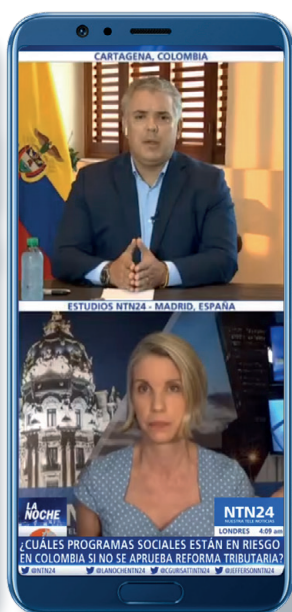 CARTAGENA, COLOMBIA
ESTUDIOS NTN24 - MADRID, ESPAÑA
LA
NOCHE
NTN24
NUESTRA TELE NOTICIAS
LONDRES 4:09 am
¿CUÁLES PROGRAMAS SOCIALES ESTÁN EN RIESGO
EN COLOMBIA SI NO SE APRUEBA REFORMA TRIBUTARIA?
@NTN24 @LANOCHENTN24 @CGURISATTINTN24 @JEFFERSONNTN24